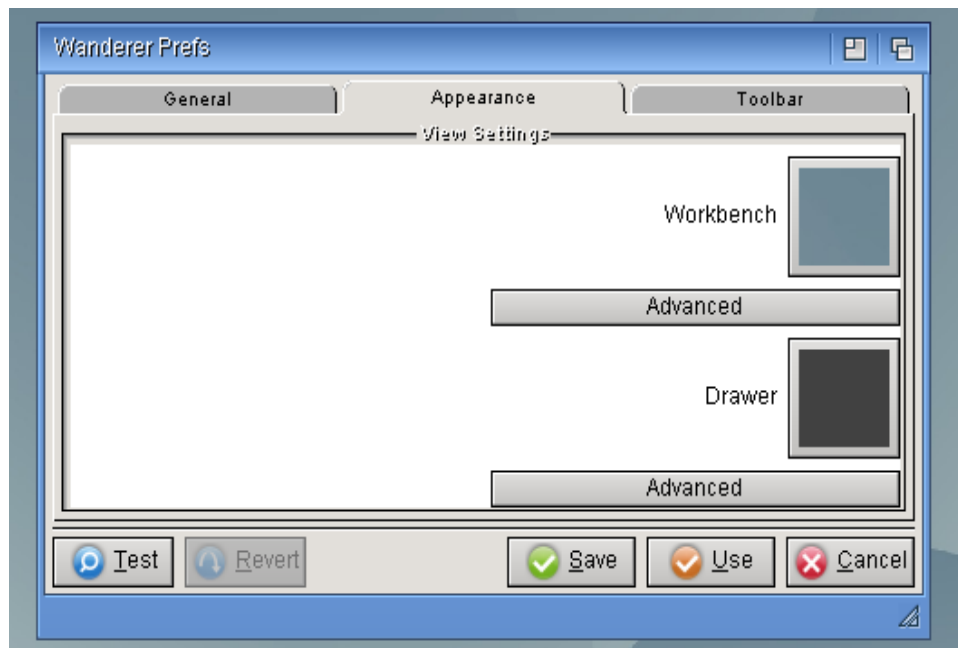 Wanderer Prefs
General Appearance Toolbar
View Settings
Workbench
Advanced
Drawer
Advanced
Test Revert Save Use Cancel